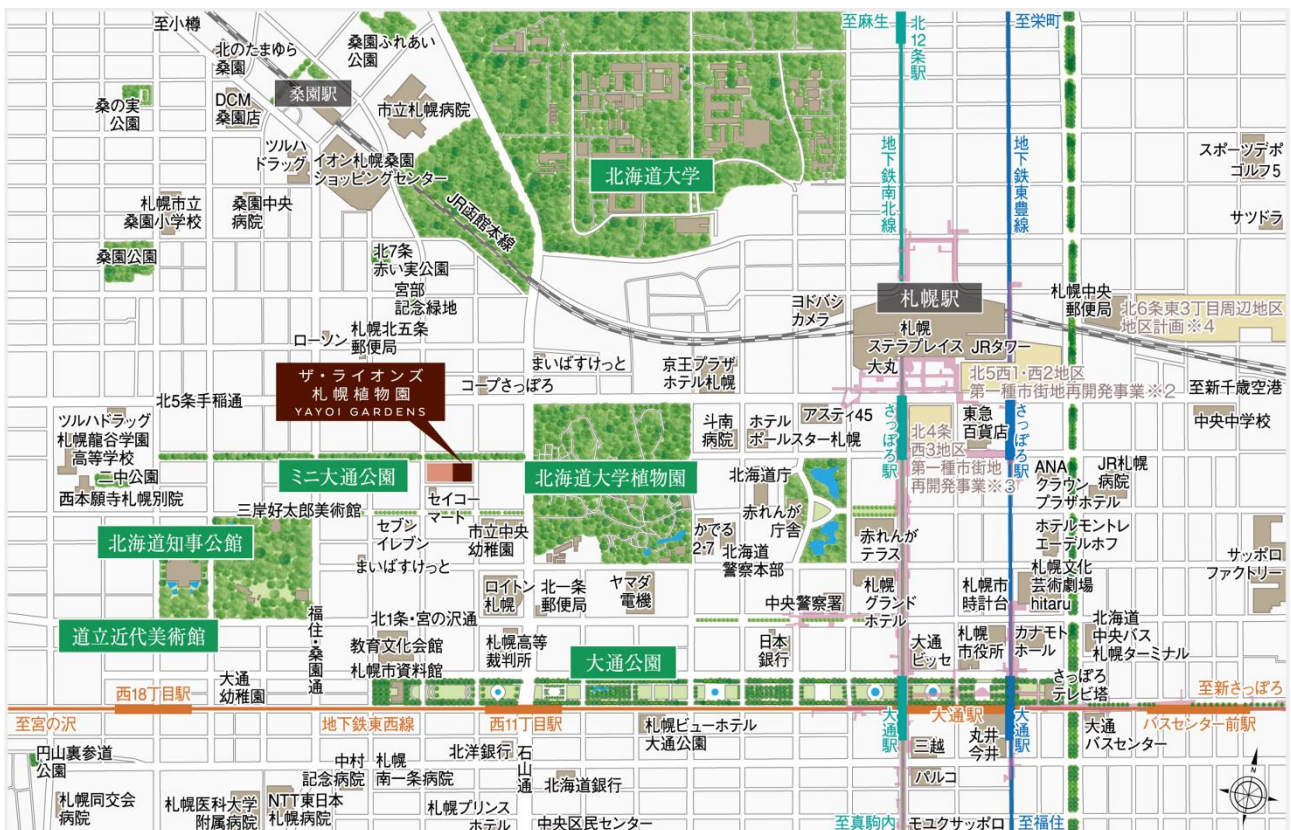 至小樽
北のたまゆら
桑園
桑園ふれあい
公園
至麻生
北12条駅
至栄町
桑の実
公園
DCM
桑園店
桑園駅
市立札幌病院
ツルハ
ドラッグ
イオン札幌桑園
ショッピングセンター
北海道大学
地下鉄南北線
地下鉄東豊線
スポーツデポ
ゴルフ5
札幌市立
桑園小学校
桑園中央
病院
JR函館本線
サツドラ
桑園公園
北7条
赤い実公園
宮部
記念緑地
ヨドバシ
カメラ
札幌駅
札幌中央
郵便局
北6条東3丁目周辺地区
地区計画※4
ローソン
札幌北五条
郵便局
札幌
ステラプレイス
JRタワー
まいばすけっと
京王プラザ
ホテル札幌
大丸
北5西1・西2地区
第一種市街地再開発事業※2
至新千歳空港
ザ・ライオンズ
札幌植物園
YAYOI GARDENS
コープさっぽろ
北5条手稲通
ツルハドラッグ
札幌龍谷学園
高等学校
二中公園
西本願寺札幌別院
斗南
病院
ホテル
ポールスター札幌
アスティ45
さっぽろ駅
東急
百貨店
さっぽろ駅
中央中学校
北4条
西3地区
第一種市街地
再開発事業※3
ミニ大通公園
北海道大学植物園
北海道庁
赤れんが
庁舎
ANA
クラウン
プラザホテル
JR札幌
病院
セイコー
マート
三岸好太郎美術館
セブン
イレブン
市立中央
幼稚園
かでる
2・7
北海道
警察本部
赤れんが
テラス
ホテルモントレ
エーデルホフ
北海道知事公館
まいばすけっと
サッポロ
ファクトリー
ロイトン
札幌
北一条
郵便局
ヤマダ
電機
中央警察署
札幌
グランド
ホテル
札幌市
時計台
札幌文化
芸術劇場
hitaru
道立近代美術館
福住・桑園通
北1条・宮の沢通
教育文化会館
札幌市資料館
札幌高等
裁判所
大通公園
日本
銀行
大通
ビッセ
札幌
市役所
カナモト
ホール
北海道
中央バス
札幌ターミナル
大通
幼稚園
さっぽろ
テレビ塔
西18丁目駅
至宮の沢
地下鉄東西線
西11丁目駅
大通駅
大通駅
大通駅
至新さっぽろ
バスセンター前駅
札幌ビューホテル
大通公園
丸井
今井
大通
バスセンター
円山裏参道
公園
中村
記念病院
札幌
南一条病院
北洋銀行
石山通
北海道銀行
三越
パルコ
札幌同交会
病院
札幌医科大学
附属病院
NTT東日本
札幌病院
札幌プリンス
ホテル
中央区民センター
至真駒内
モユクサッポロ
至福住
N